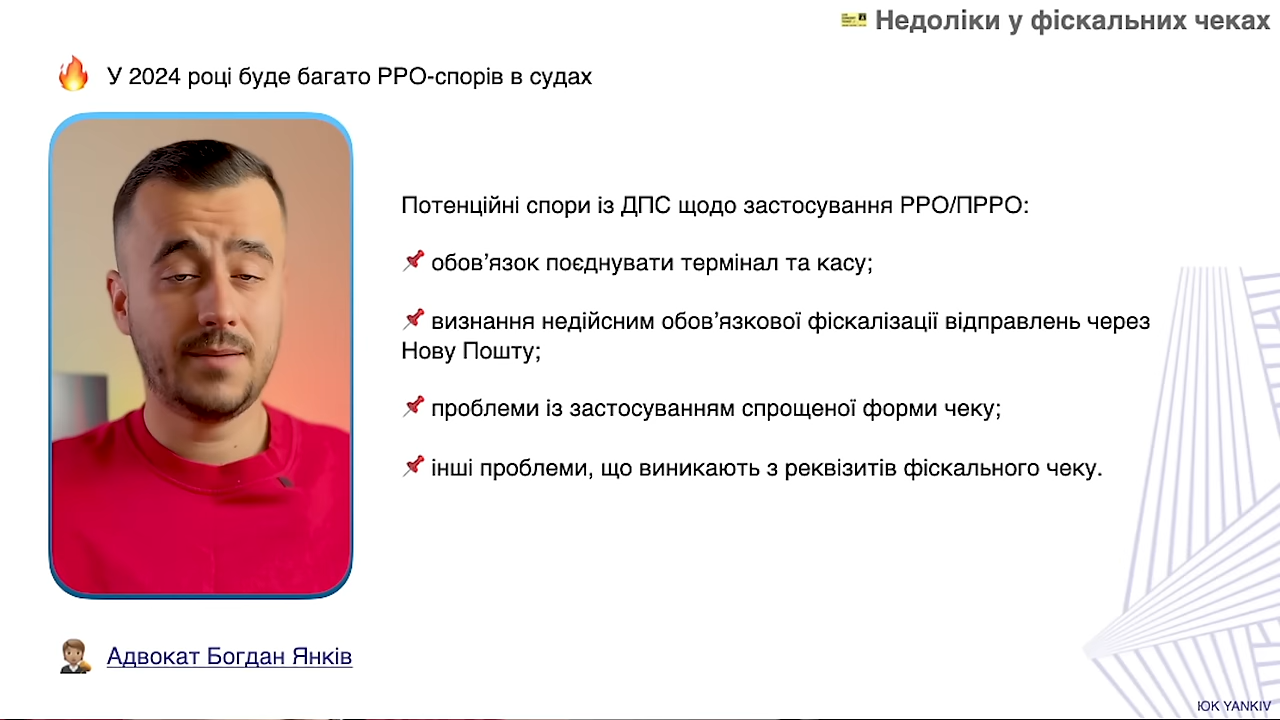 Недоліки у фіскальних чеках
У 2024 році буде багато РРО-спорів в судах
Потенційні спори із ДПС щодо застосування РРО/ПРРО:
обов’язок поєднувати термінал та касу;
визнання недійсним обов’язкової фіскалізації відправлень через
Нову Пошту;
проблеми із застосуванням спрощеної форми чеку;
інші проблеми, що виникають з реквізитів фіскального чеку.
Адвокат Богдан Янків
ЮК YANKIV